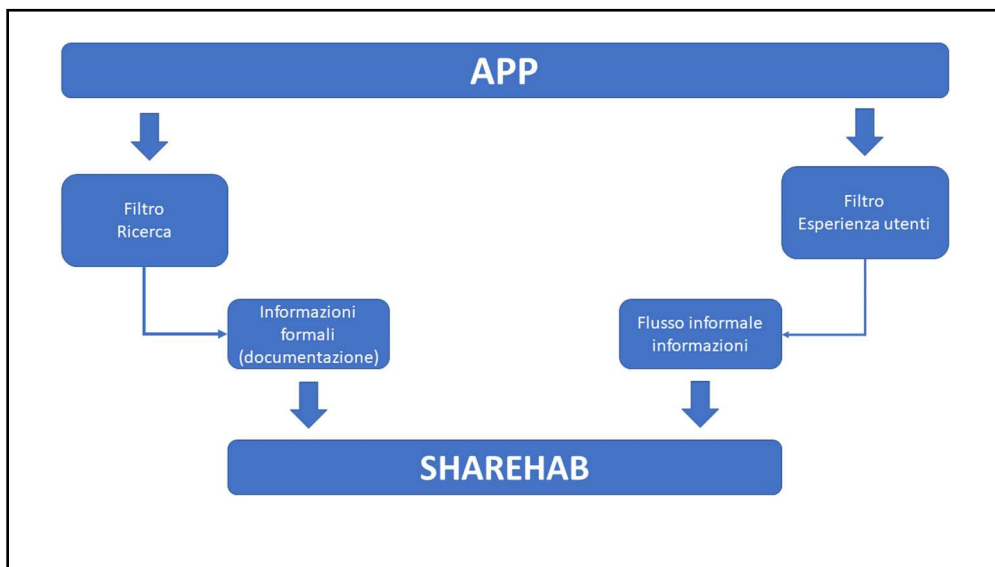 APP
Filtro
Ricerca
Filtro
Esperienza utenti
Informazioni
formali
(documentazione)
Flusso informale
informazioni
SHAREHAB